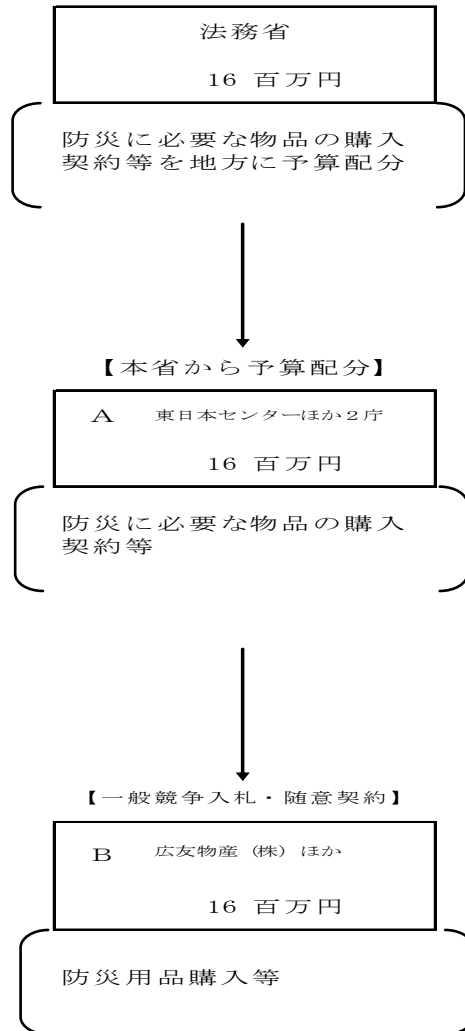 法務省
16 百万円
防災に必要な物品の購入
契約等を地方に予算配分
【本省から予算配分】
A 東日本センターほか２庁
16 百万円
防災に必要な物品の購入
契約等
【一般競争入札・随意契約】
B 広友物産（株）ほか
16 百万円
防災用品購入等